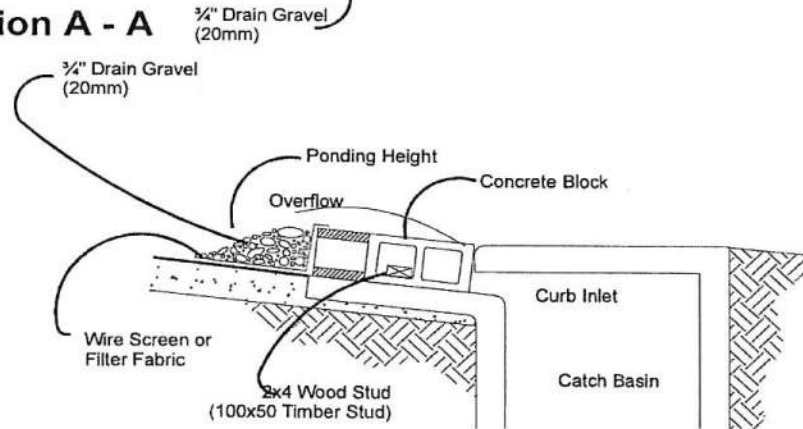 ion A - A
¾" Drain Gravel
(20mm)
¾" Drain Gravel
(20mm)
Ponding Height
Concrete Block
Overflow
Curb Inlet
Wire Screen or
Filter Fabric
Catch Basin
2x4 Wood Stud
(100x50 Timber Stud)